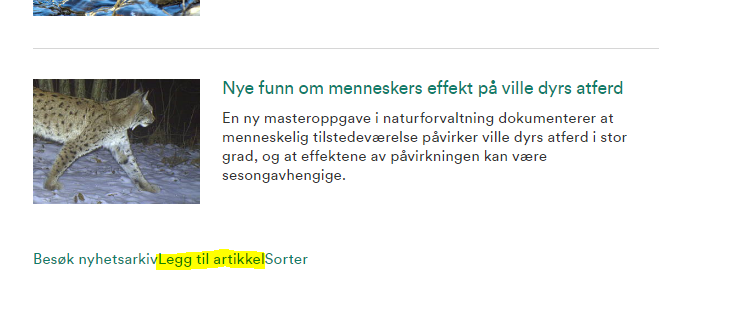 Nye funn om menneskers effekt på ville dyrs atferd
En ny masteroppgave i naturforvaltning dokumenterer at
menneskelig tilstedeværelse påvirker ville dyrs atferd i stor
grad, og at effektene av påvirkningen kan være
sesongavhengige.
Besøk nyhetsarkivLegg til artikkelSorter